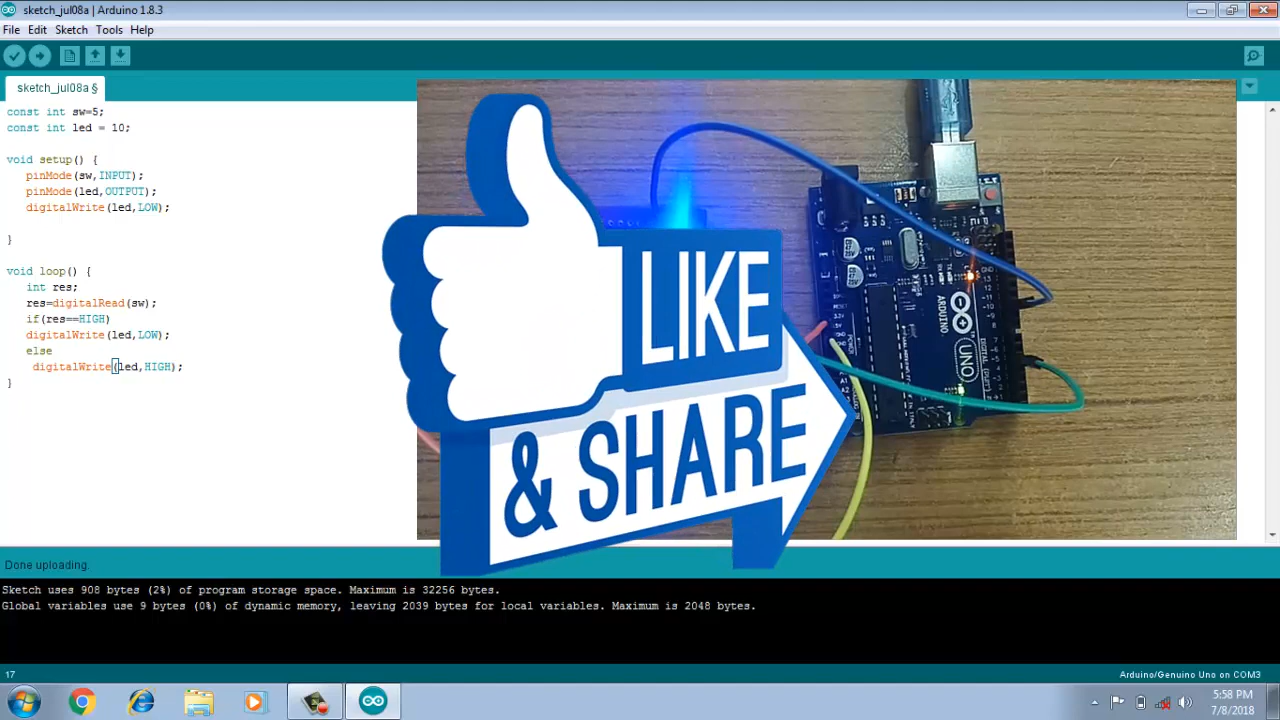 sketch_jul08a | Arduino 1.8.3
File Edit Sketch Tools Help
sketch_jul08a §
const int sw=5;
const int led = 10;
void setup() {
pinMode(sw,INPUT);
pinMode(led,OUTPUT);
digitalWrite(led,LOW);
}
void loop() {
int res;
res=digitalRead(sw);
if(res==HIGH)
digitalWrite(led,LOW);
else
digitalWrite(led,HIGH);
}
LIKE
& SHARE
ARDUINO
UNO
Done uploading.
Sketch uses 908 bytes (2%) of program storage space. Maximum is 32256 bytes.
Global variables use 9 bytes (0%) of dynamic memory, leaving 2039 bytes for local variables. Maximum is 2048 bytes.
17
Arduino/Genuino Uno on COM3
5:58 PM
7/8/2018